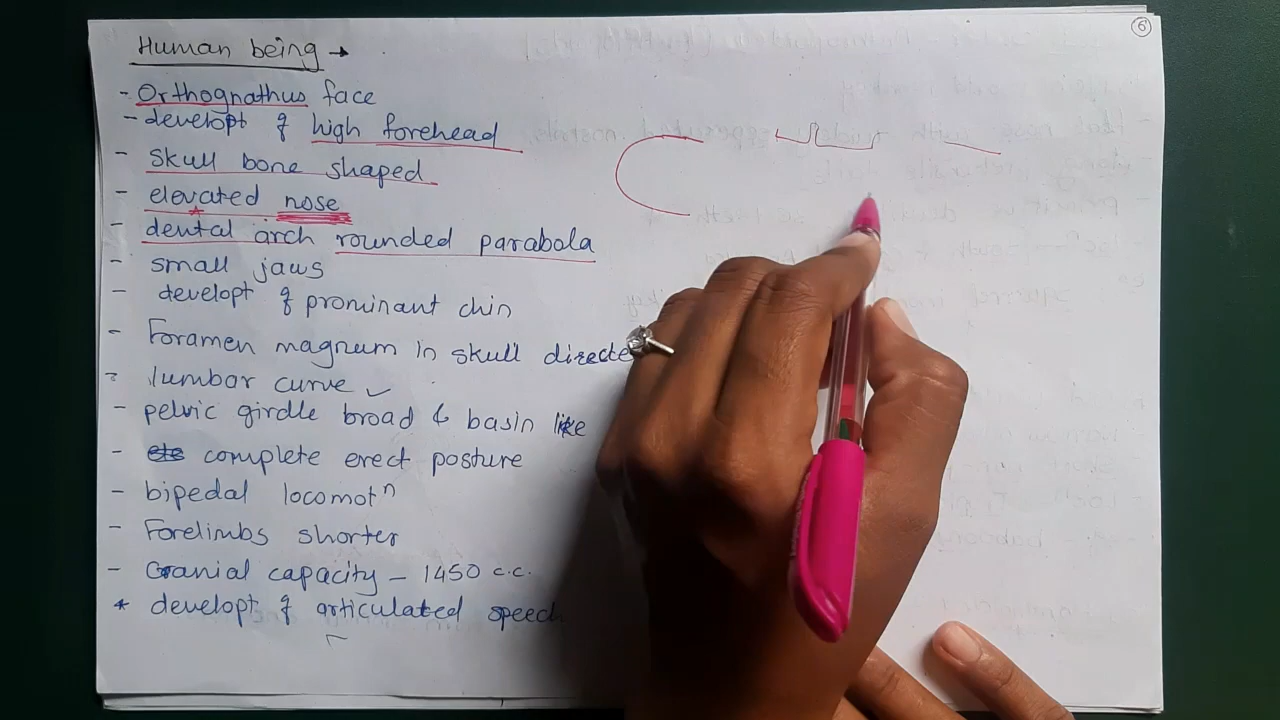 6
Human being →
- Orthognathus face
- developt of high forehead
- skull bone shaped
- elevated nose
- dental arch rounded parabola
- small jaws
- developt of prominant chin
- Foramen magnum in skull directe
- lumbar curve ✓
- pelvic girdle broad & basin like
- complete erect posture
- bipedal locomotⁿ
- Forelimbs shorter
- Cranial capacity - 1450 c.c.
* developt of articulated speech